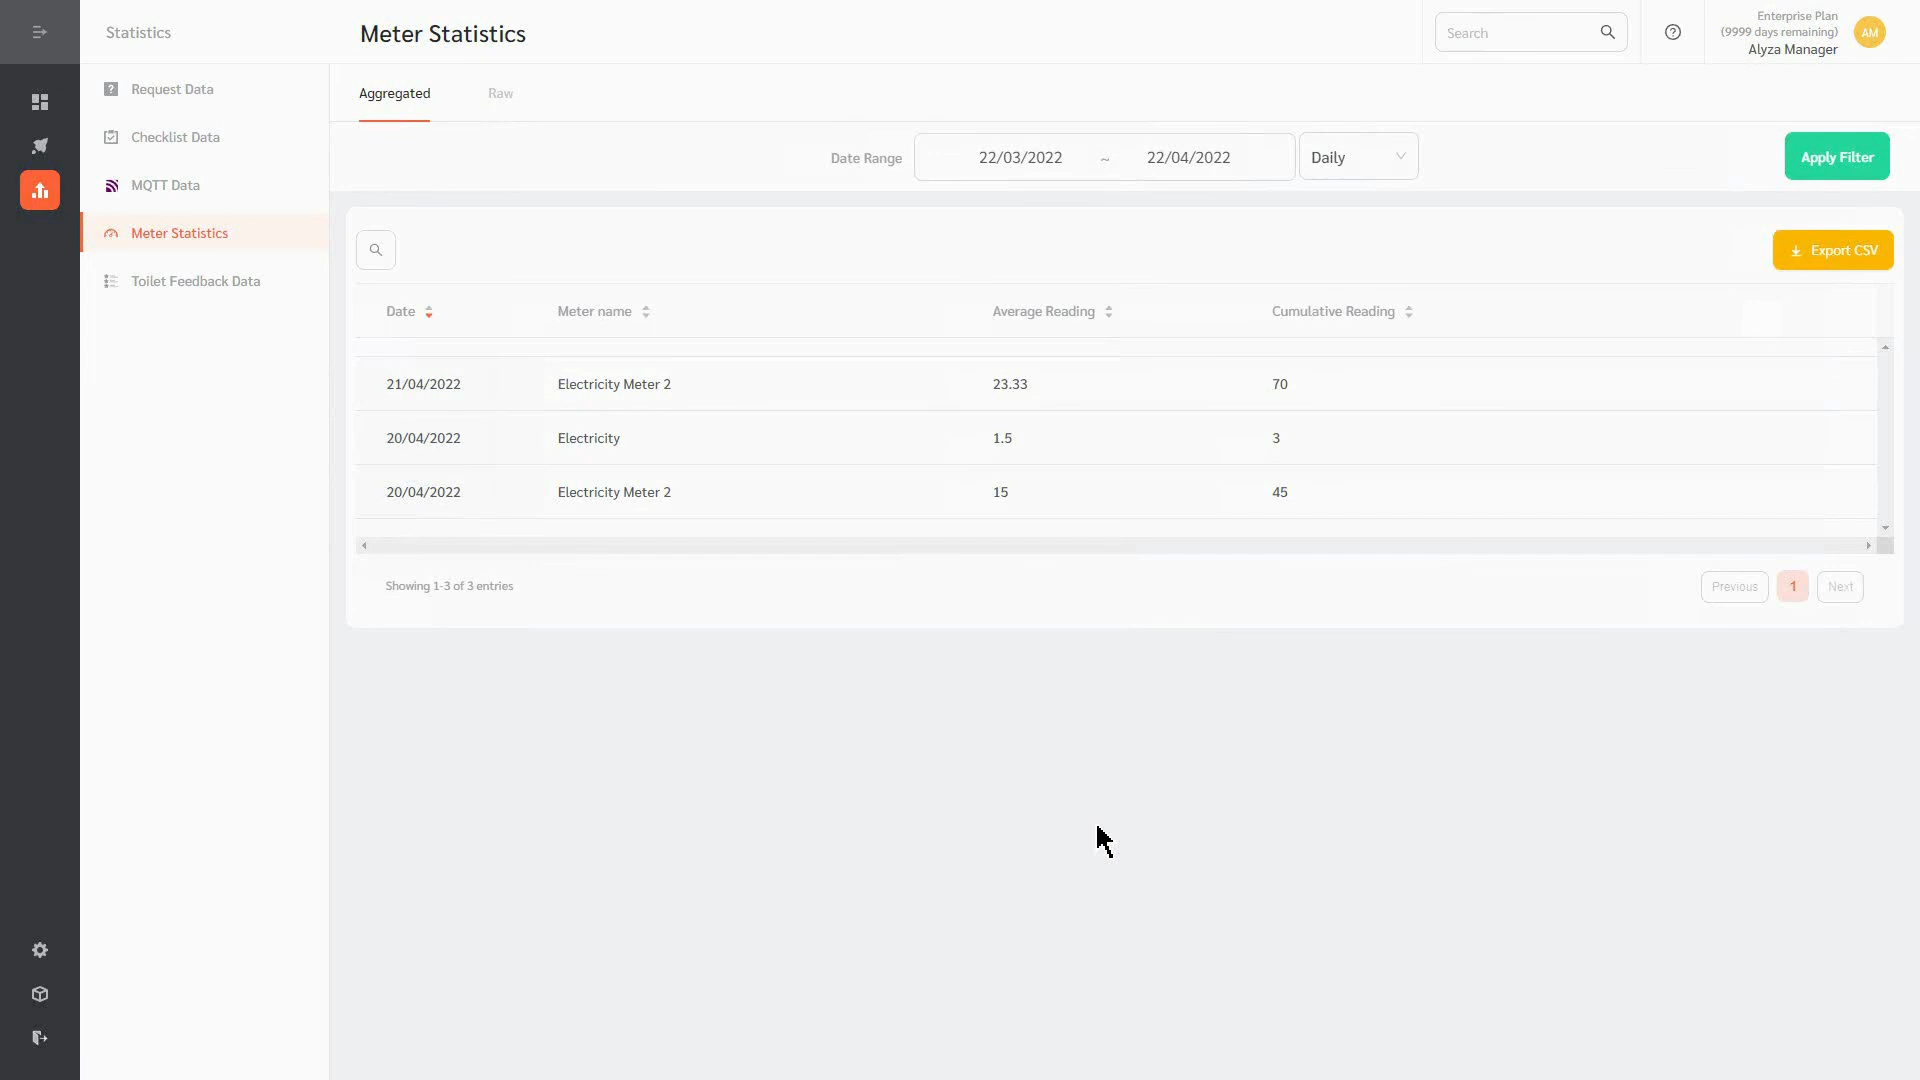 Statistics
Meter Statistics
Search
Enterprise Plan
(9999 days remaining)
Alyza Manager
AM
Request Data
Checklist Data
MQTT Data
Meter Statistics
Toilet Feedback Data
Aggregated Raw
Date Range 22/03/2022 ~ 22/04/2022 Daily Apply Filter
Export CSV
Date Meter name Average Reading Cumulative Reading
21/04/2022 Electricity Meter 2 23.33 70
20/04/2022 Electricity 1.5 3
20/04/2022 Electricity Meter 2 15 45
Showing 1-3 of 3 entries
Previous 1 Next